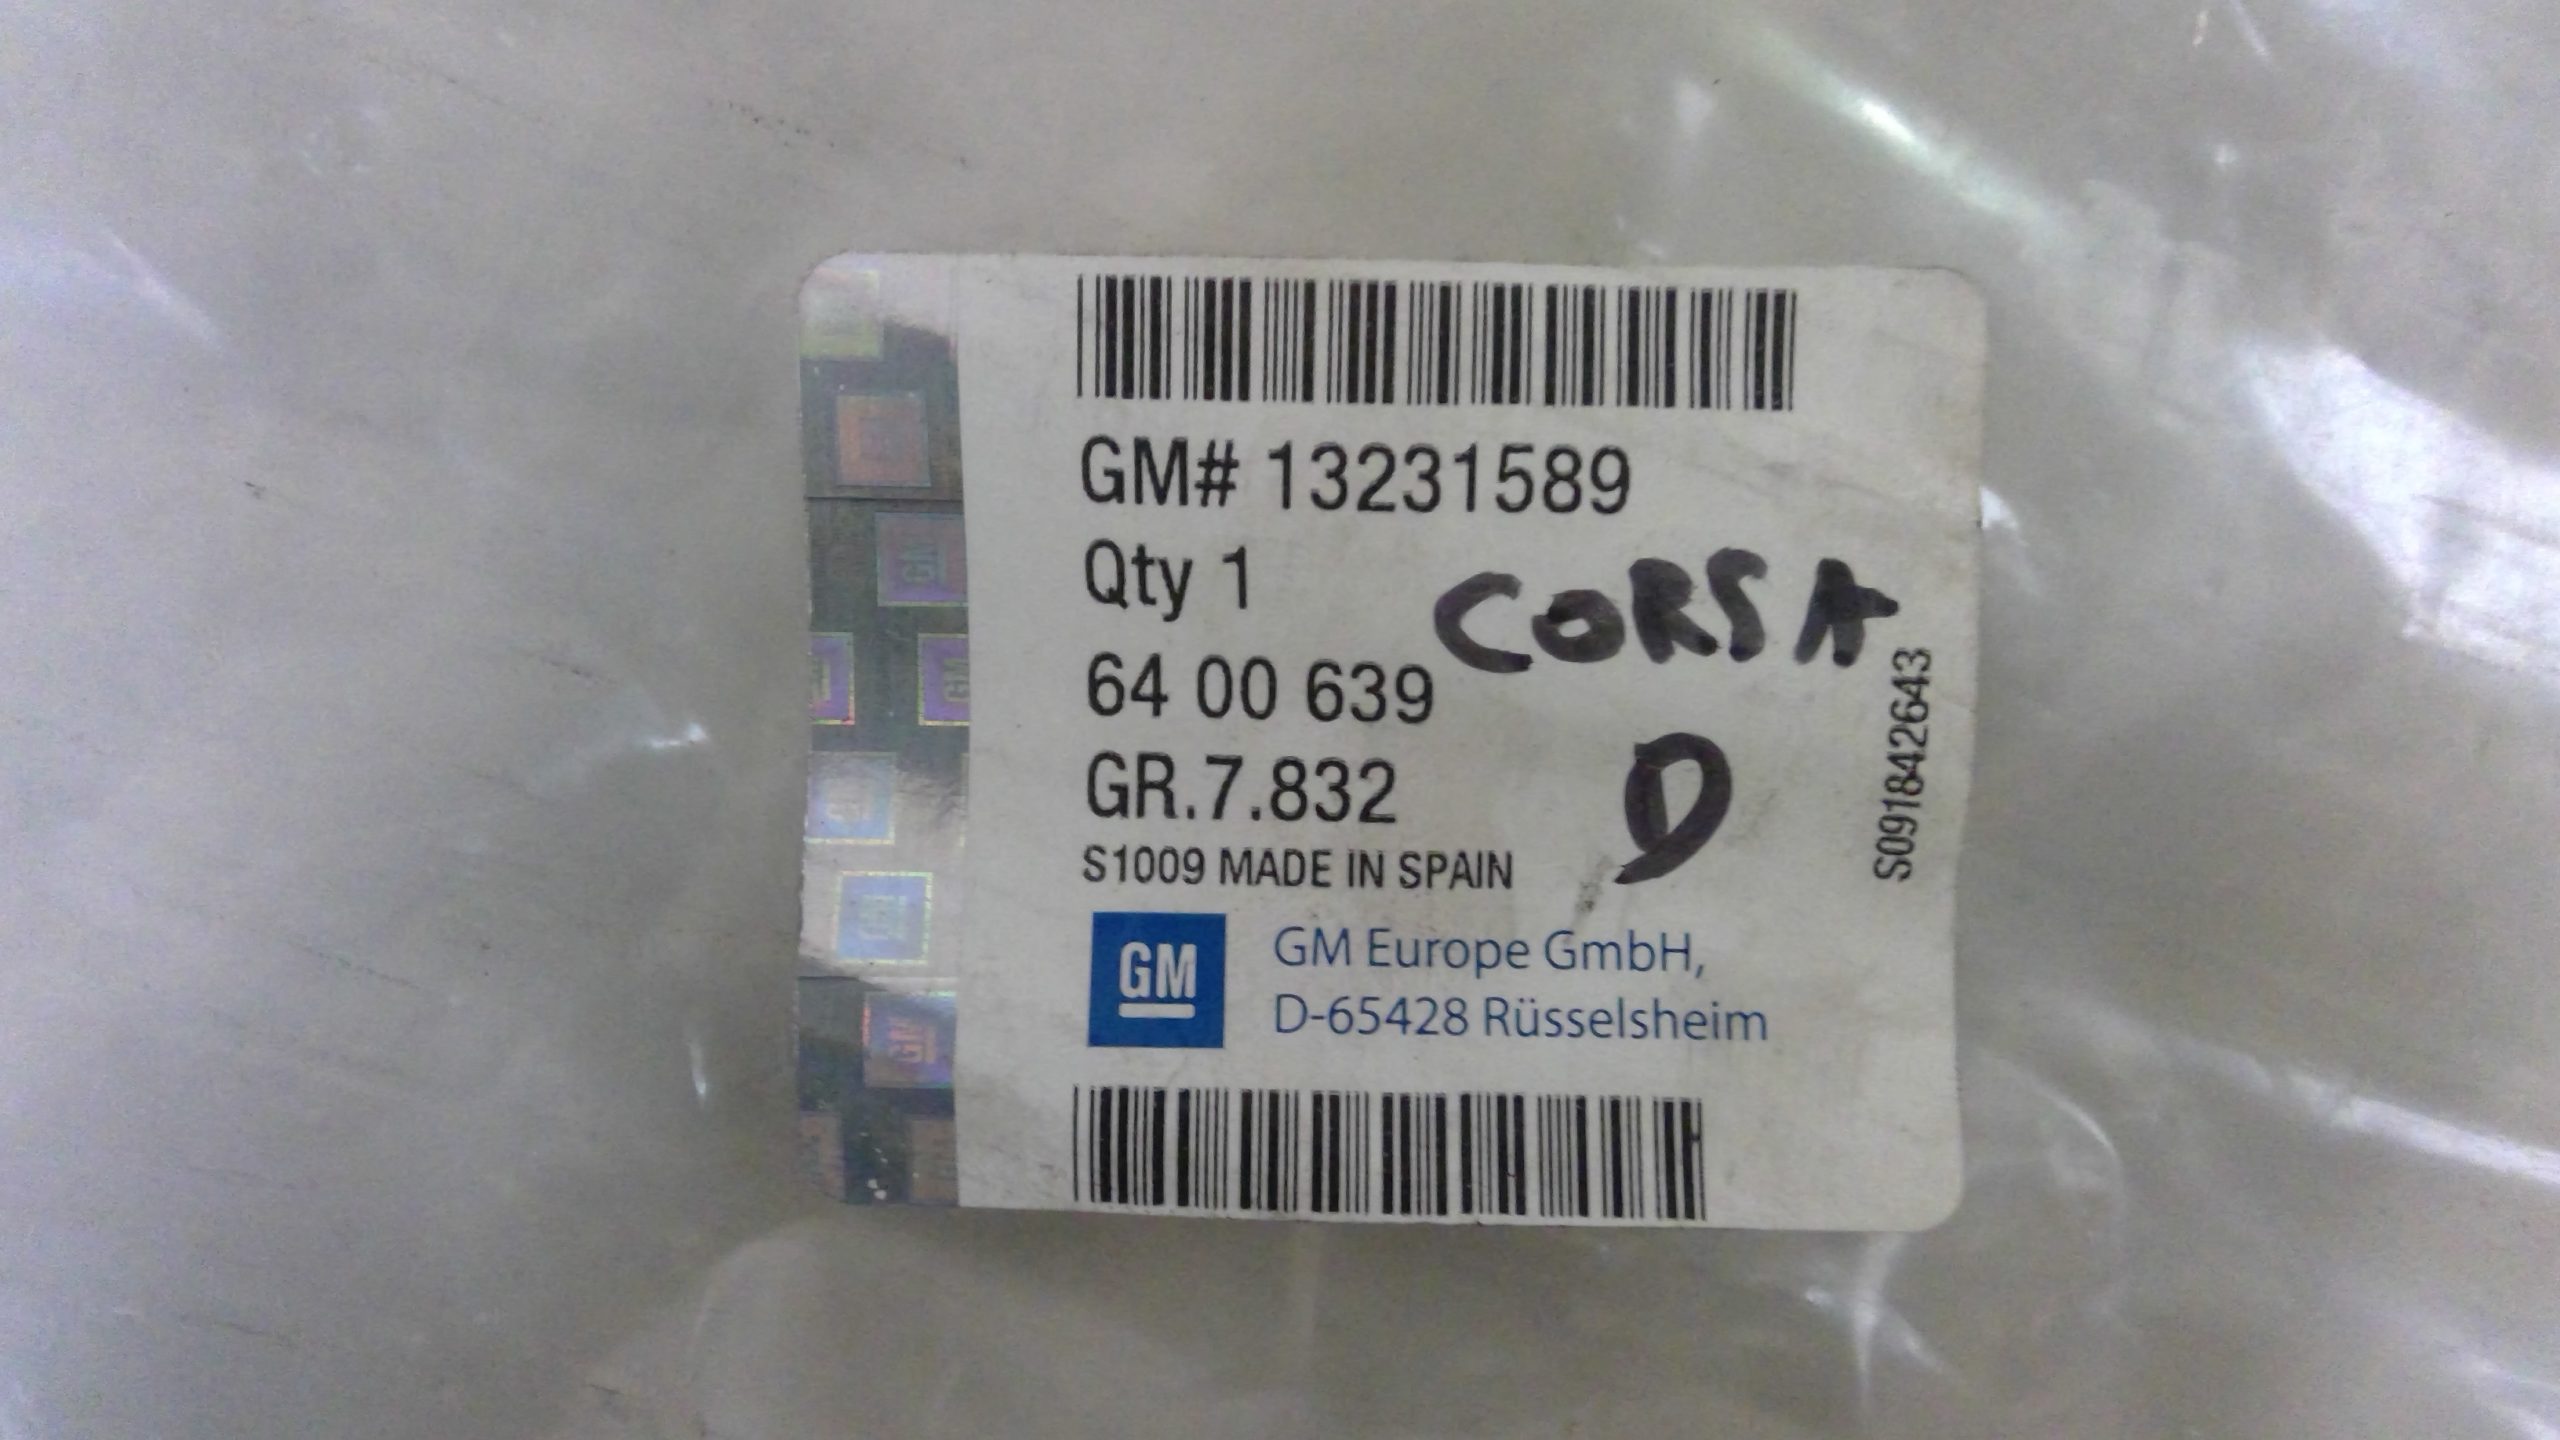 GM# 13231589
Qty 1
CORSA
64 00 639
D
GR.7.832
S1009 MADE IN SPAIN
S091842643
GM
GM Europe GmbH,
D-65428 Rüsselsheim